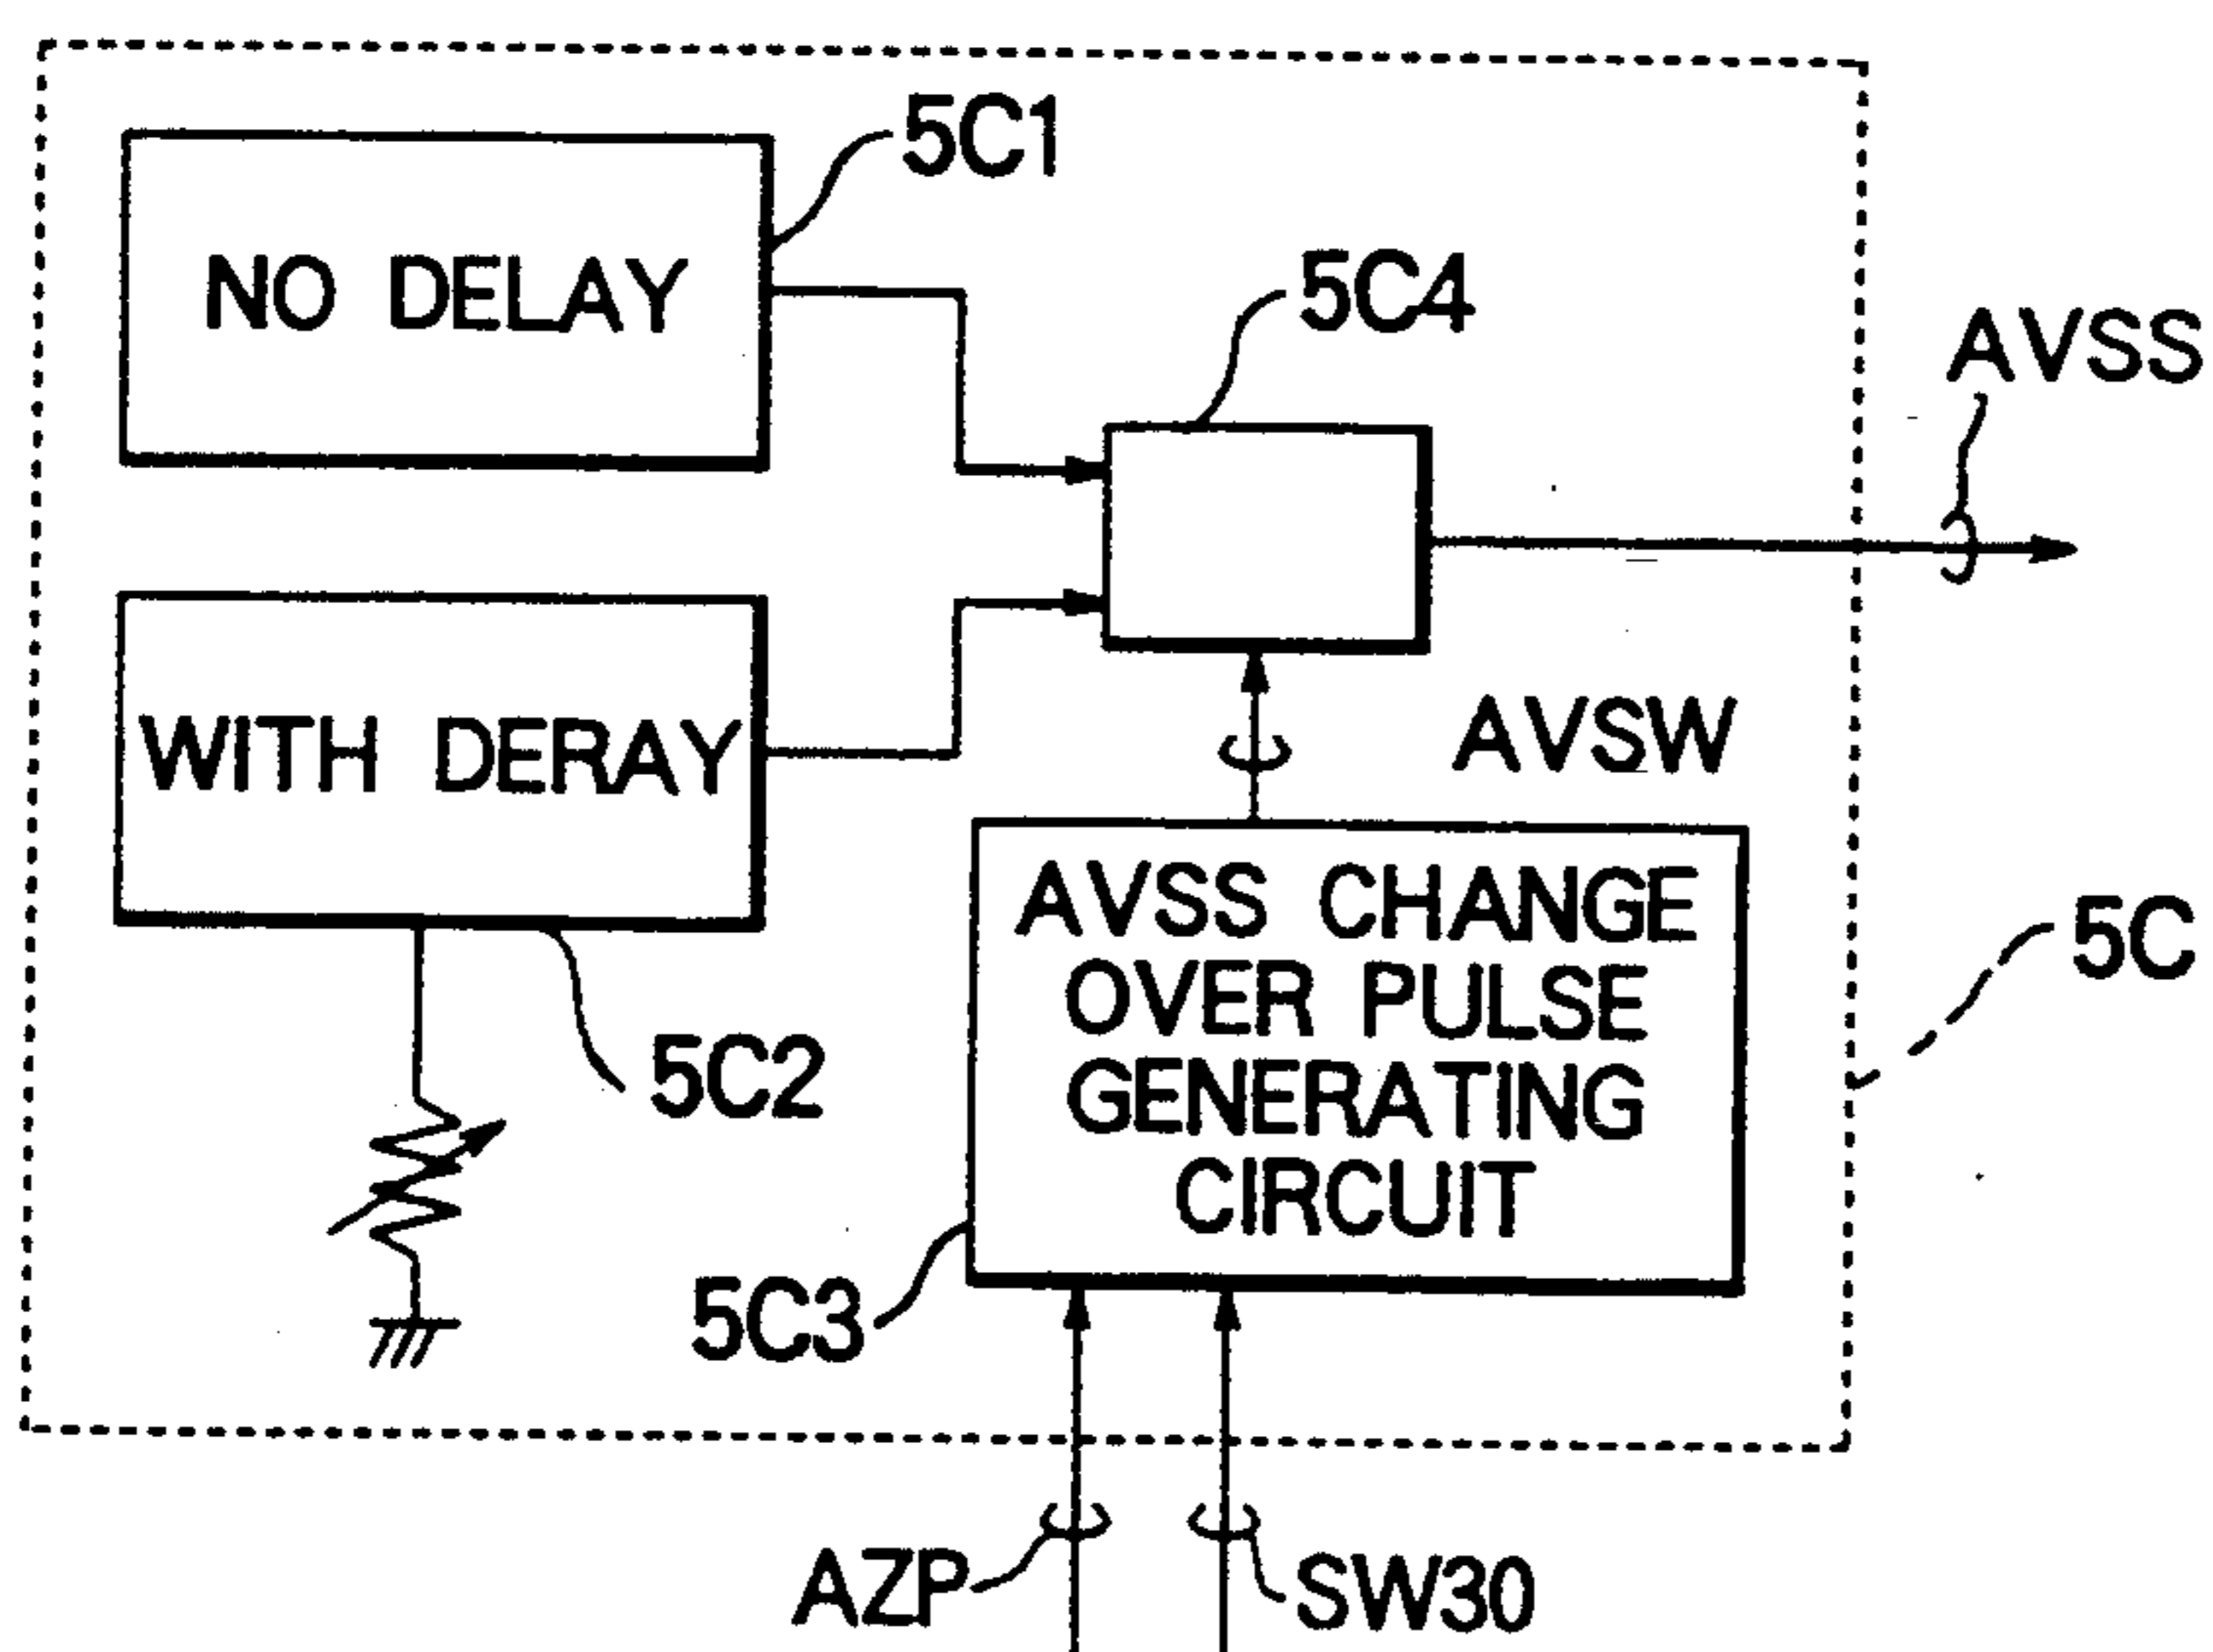 5C1
NO DELAY
5C4
AVSS
WITH DERAY
AVSW
AVSS CHANGE
OVER PULSE
GENERATING
CIRCUIT
5C
5C2
5C3
AZP
SW30